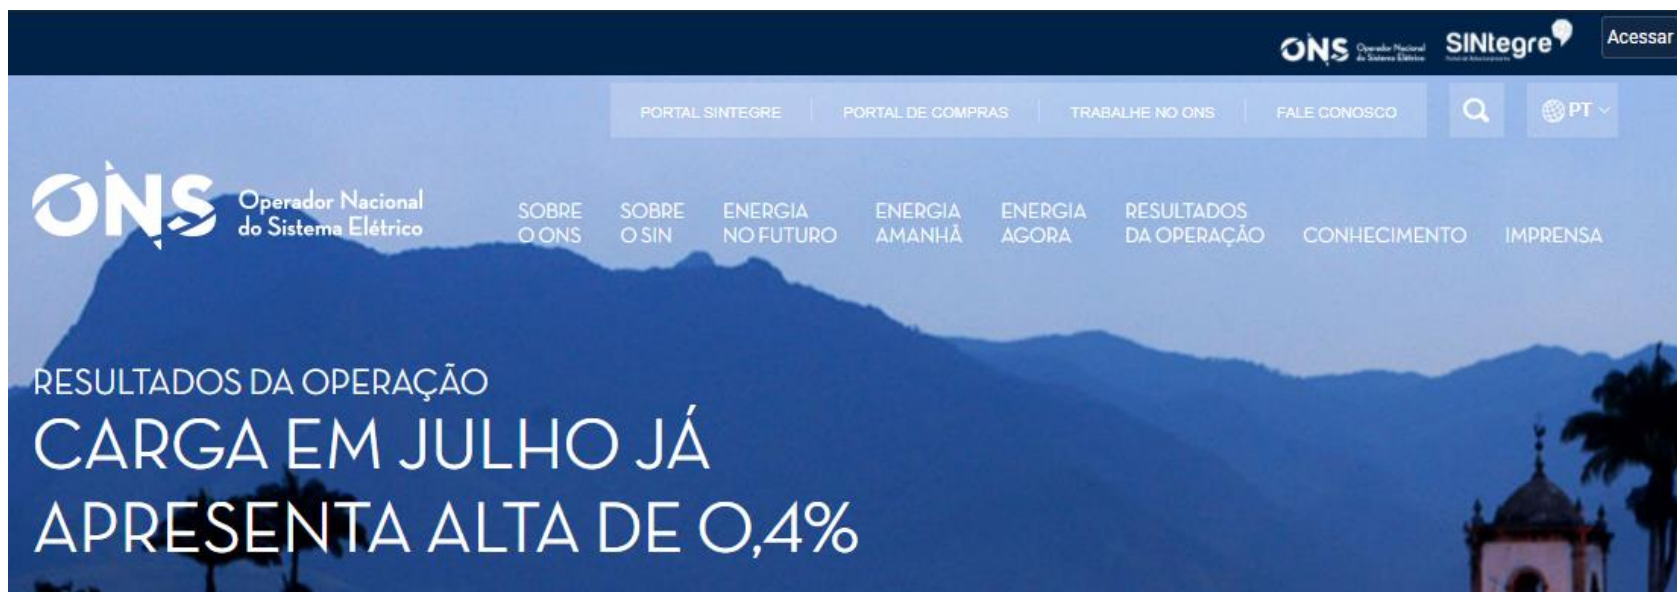 ONS Operador Nacional
do Sistema Elétrico
SINtegre
Acessar
PORTAL SINTEGRE
PORTAL DE COMPRAS
TRABALHE NO ONS
FALE CONOSCO
PT
ONS
Operador Nacional
do Sistema Elétrico
SOBRE
O ONS
SOBRE
O SIN
ENERGIA
NO FUTURO
ENERGIA
AMANHÃ
ENERGIA
AGORA
RESULTADOS
DA OPERAÇÃO
CONHECIMENTO
IMPRENSA
RESULTADOS DA OPERAÇÃO
CARGA EM JULHO JÁ
APRESENTA ALTA DE 0,4%